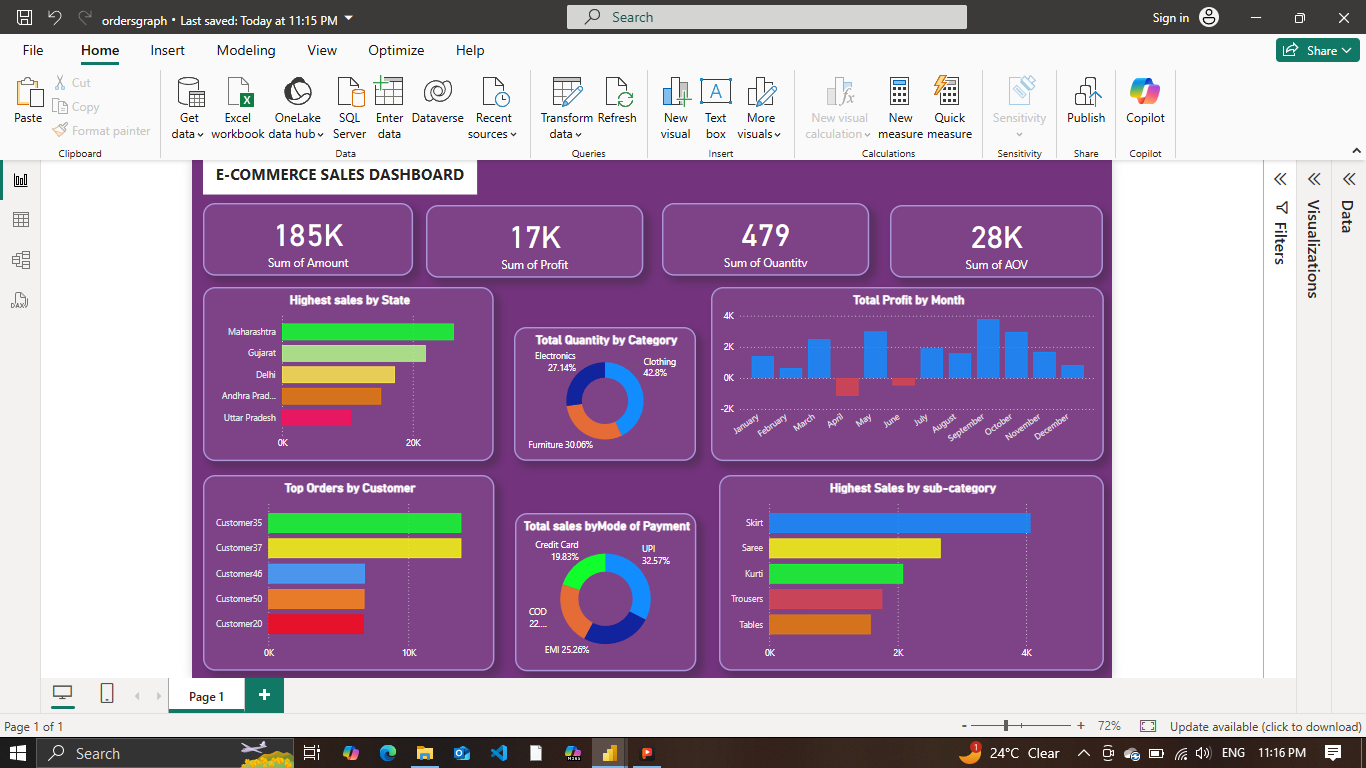 ordersgraph • Last saved: Today at 11:15 PM
Search
Sign in
File
Home
Insert
Modeling
View
Optimize
Help
Share
Paste
Cut
Copy
Format painter
Clipboard
Get data
Excel workbook
OneLake data hub
SQL Server
Enter data
Dataverse
Recent sources
Data
Transform data
Refresh
Queries
New visual
Text box
More visuals
Insert
New visual calculation
New measure
Quick measure
Calculations
Sensitivity
Sensitivity
Publish
Share
Copilot
Copilot
E-COMMERCE SALES DASHBOARD
185K
Sum of Amount
17K
Sum of Profit
479
Sum of Quantity
28K
Sum of AOV
Highest sales by State
Maharashtra
Gujarat
Delhi
Andhra Prad...
Uttar Pradesh
0K
20K
Total Quantity by Category
Electronics
27.14%
Clothing
42.8%
Furniture 30.06%
Total Profit by Month
4K
2K
0K
-2K
January
February
March
April
May
June
July
August
September
October
November
December
Top Orders by Customer
Customer35
Customer37
Customer46
Customer50
Customer20
0K
10K
Total sales byMode of Payment
Credit Card
19.83%
UPI
32.57%
COD
22....
EMI 25.26%
Highest Sales by sub-category
Skirt
Saree
Kurti
Trousers
Tables
0K
2K
4K
Filters
Visualizations
Data
DAX
Page 1
Page 1 of 1
- + 72%
Update available (click to download)
Search
1
24°C Clear
ENG
11:16 PM